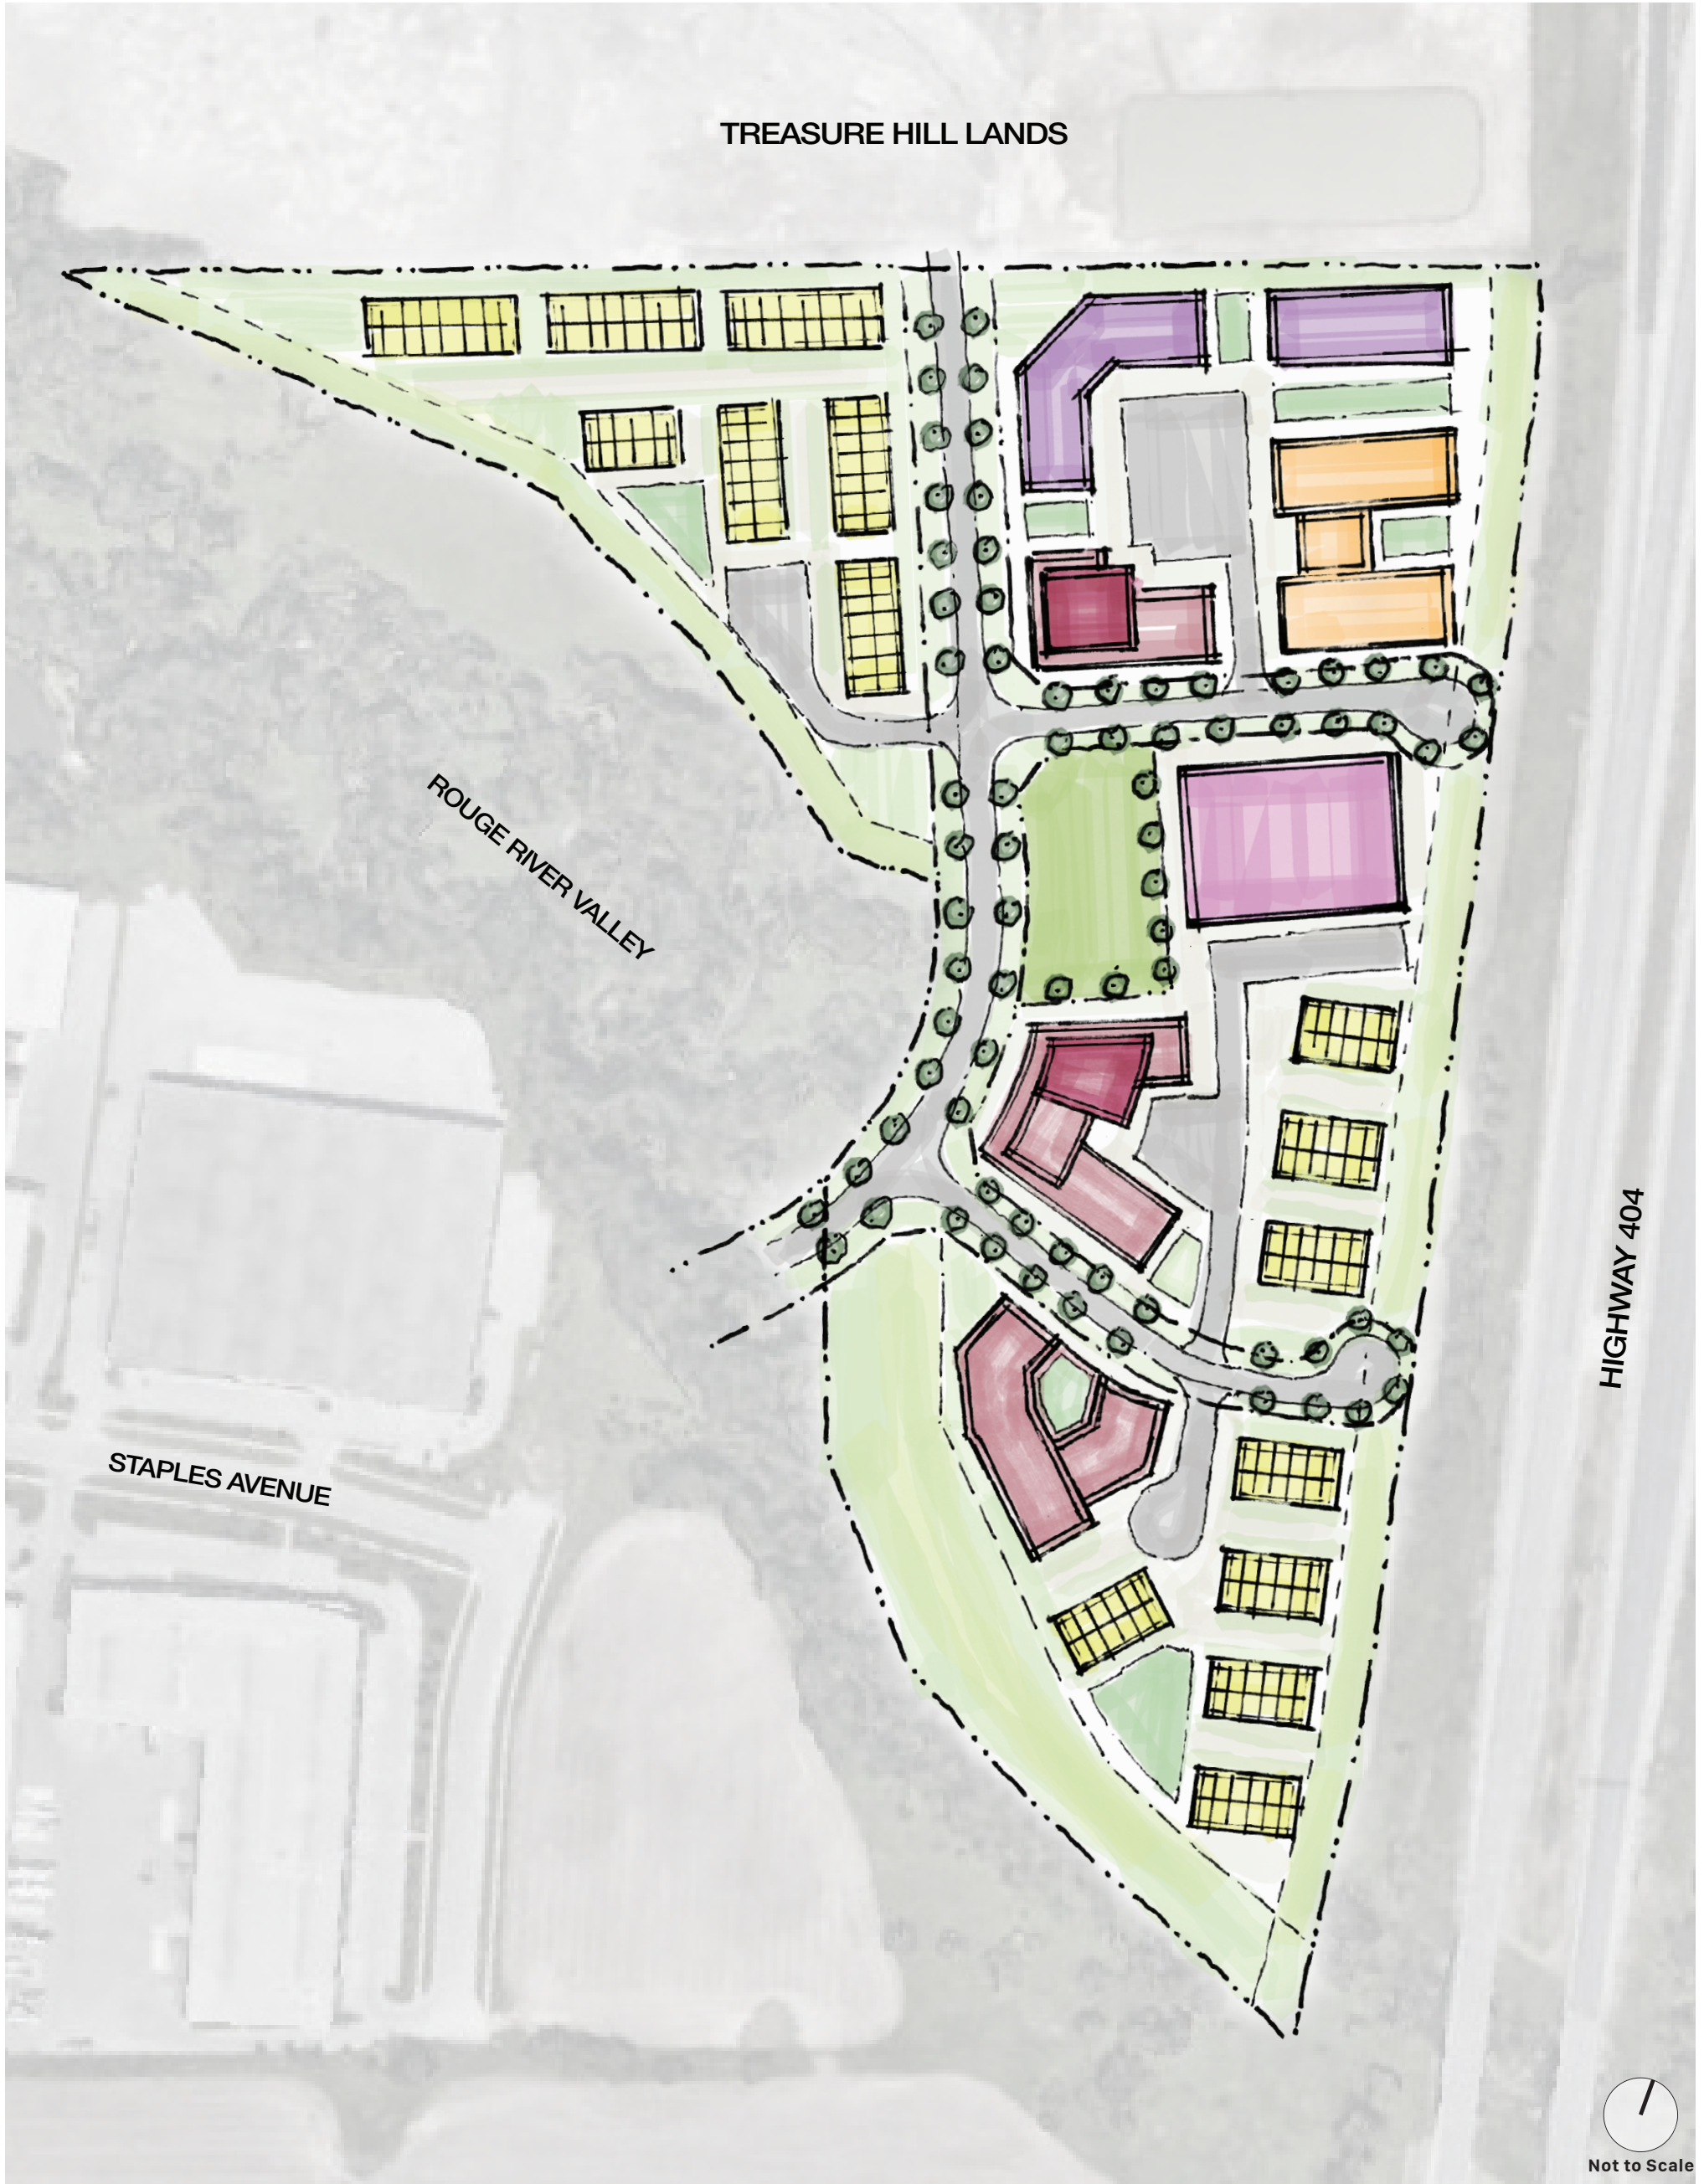 TREASURE HILL LANDS
ROUGE RIVER VALLEY
HIGHWAY 404
STAPLES AVENUE
Not to Scale